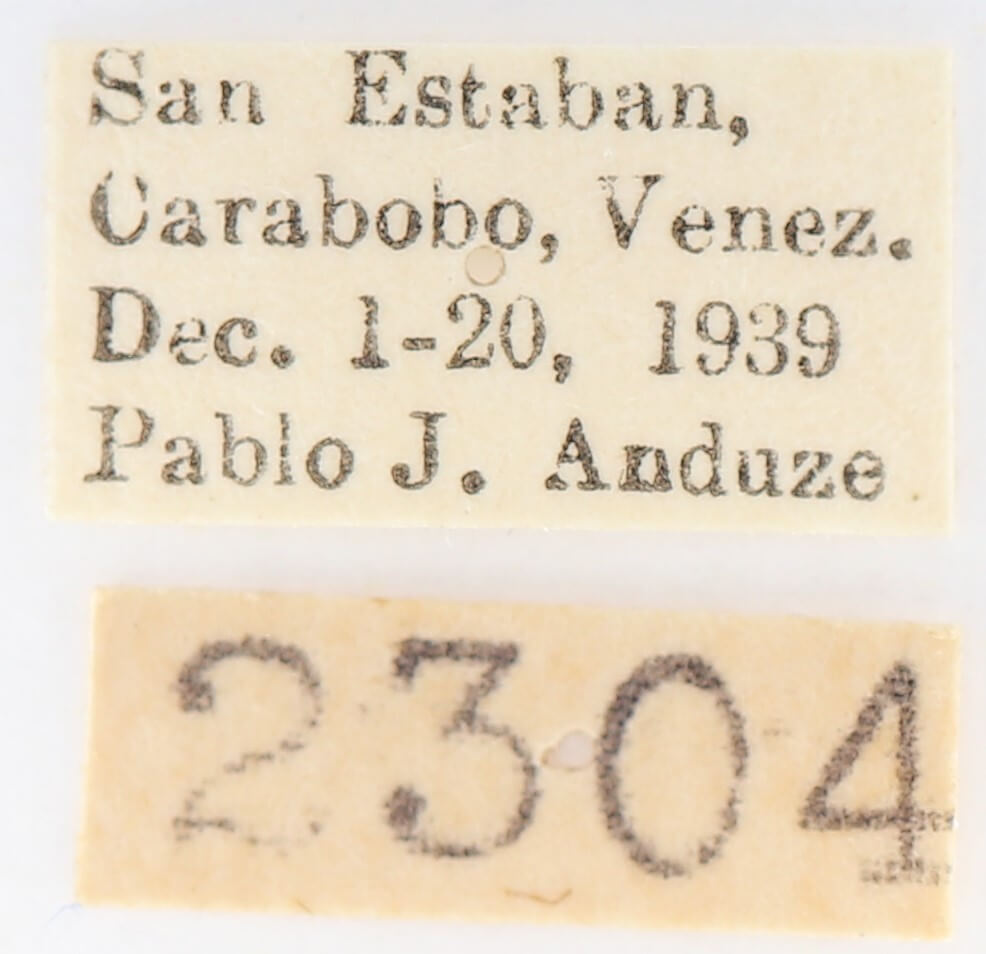 San Estaban,
Carabobo, Venez.
Dec. 1-20, 1939
Pablo J. Anduze
2304